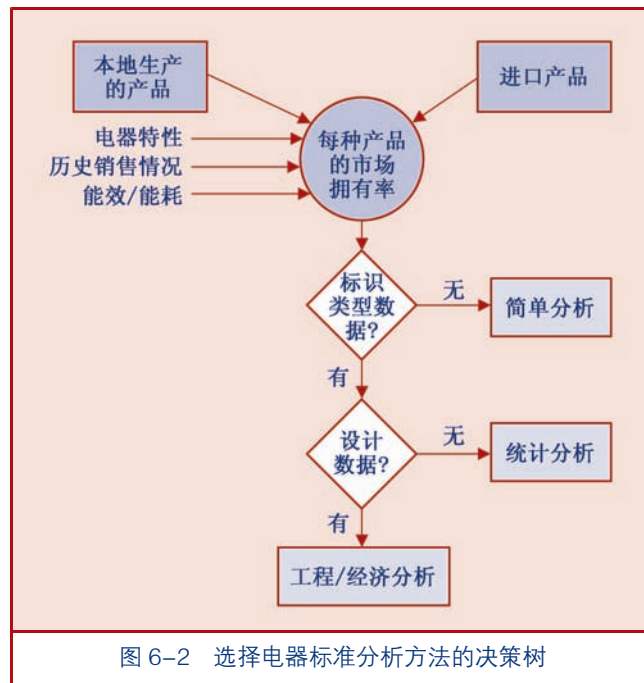 本地生产
的产品
进口产品
电器特性
历史销售情况
能效/能耗
每种产品
的市场
拥有率
标识
类型数
据?
无
简单分析
有
设计
数据?
无
统计分析
有
工程/经济分析
图 6-2 选择电器标准分析方法的决策树